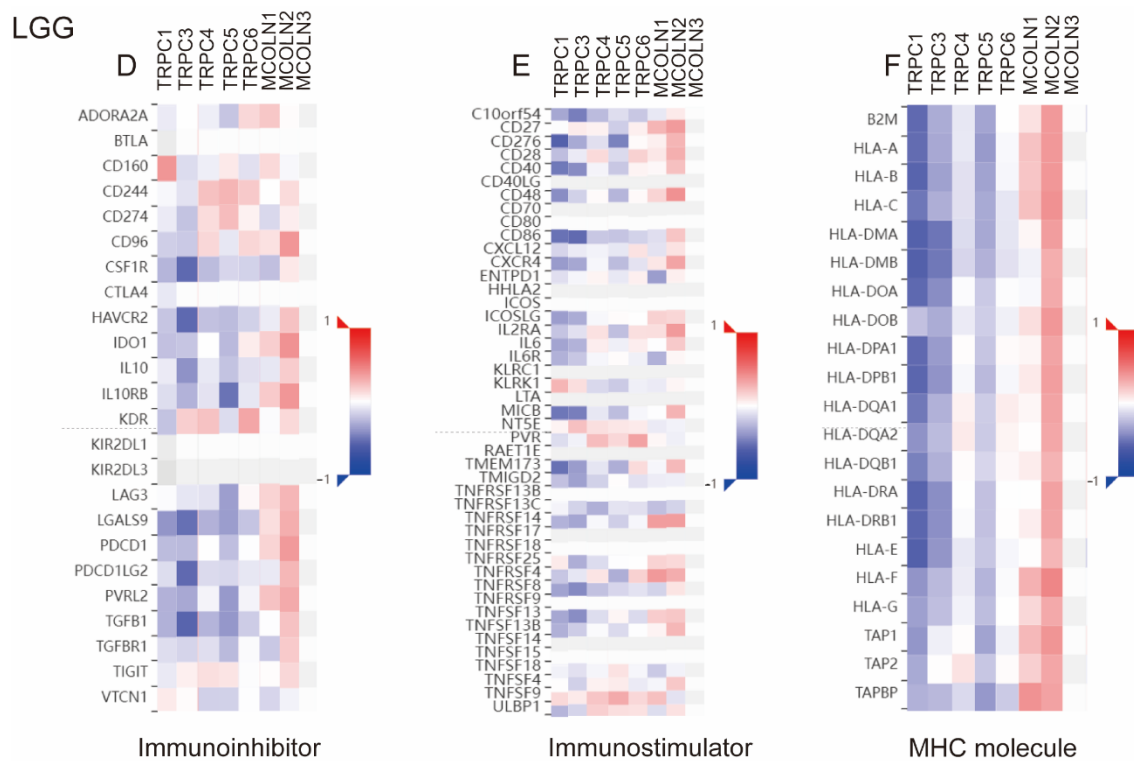 LGG
D
TRPC1
TRPC3
TRPC4
TRPC5
TRPC6
MCOLN1
MCOLN2
MCOLN3
ADORA2A
BTLA
CD160
CD244
CD274
CD96
CSF1R
CTLA4
HAVCR2
IDO1
IL10
IL10RB
KDR
KIR2DL1
KIR2DL3
LAG3
LGALS9
PDCD1
PDCD1LG2
PVRL2
TGFB1
TGFBR1
TIGIT
VTCN1
1
-1
Immunoinhibitor
E
TRPC1
TRPC3
TRPC4
TRPC5
TRPC6
MCOLN1
MCOLN2
MCOLN3
C10orf54
CD27
CD276
CD28
CD40
CD40LG
CD48
CD70
CD80
CD86
CXCL12
CXCR4
ENTPD1
HHLA2
ICOS
ICOSLG
IL2RA
IL6
IL6R
KLRC1
KLRK1
LTA
MICB
NT5E
PVR
RAET1E
TMEM173
TMIGD2
TNFRSF13B
TNFRSF13C
TNFRSF14
TNFRSF17
TNFRSF18
TNFRSF25
TNFRSF4
TNFRSF8
TNFRSF9
TNFSF13
TNFSF13B
TNFSF14
TNFSF15
TNFSF18
TNFSF4
TNFSF9
ULBP1
1
-1
Immunostimulator
F
TRPC1
TRPC3
TRPC4
TRPC5
TRPC6
MCOLN1
MCOLN2
MCOLN3
B2M
HLA-A
HLA-B
HLA-C
HLA-DMA
HLA-DMB
HLA-DOA
HLA-DOB
HLA-DPA1
HLA-DPB1
HLA-DQA1
HLA-DQA2
HLA-DQB1
HLA-DRA
HLA-DRB1
HLA-E
HLA-F
HLA-G
TAP1
TAP2
TAPBP
1
-1
MHC molecule